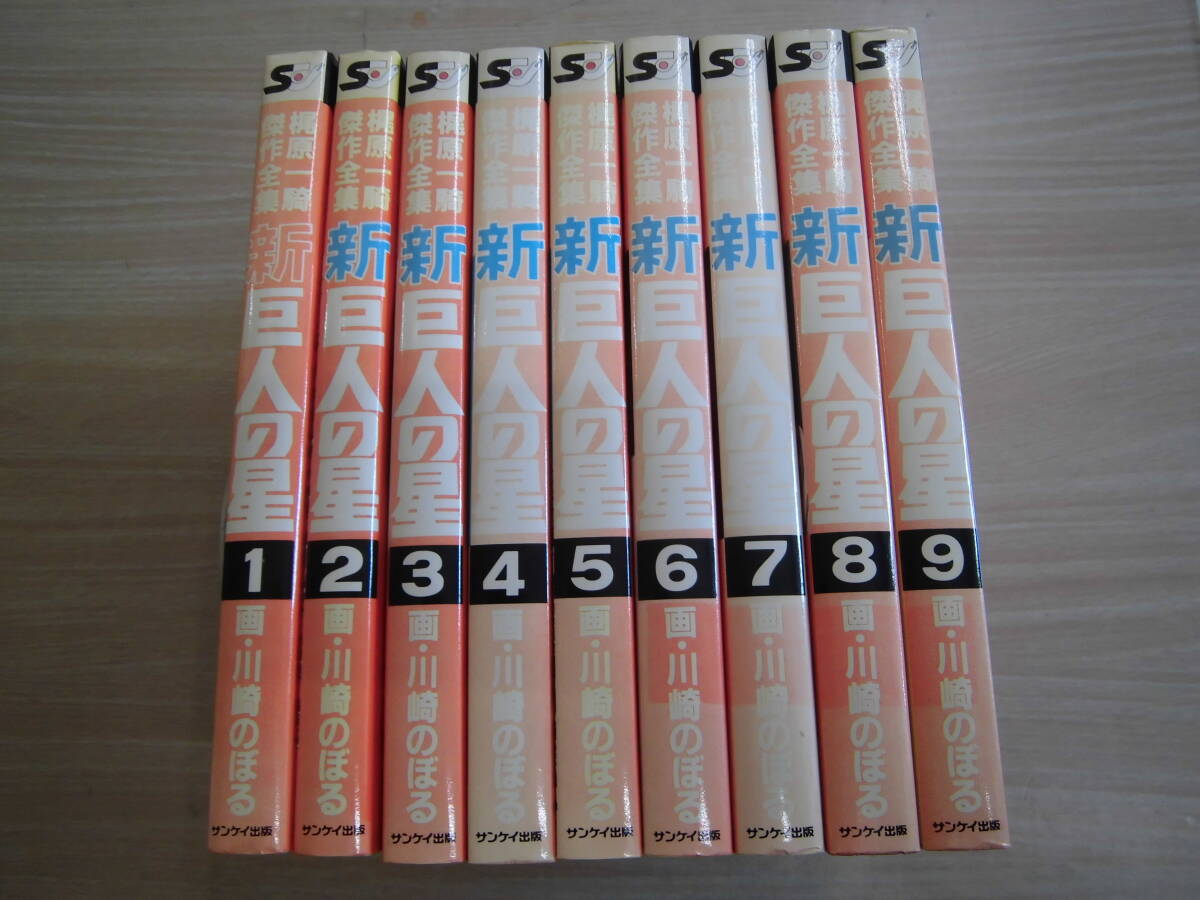 S
梶原一騎
傑作全集
新巨人の星
1
画・川崎のぼる
サンケイ出版
S
梶原一騎
傑作全集
新巨人の星
2
画・川崎のぼる
サンケイ出版
S
梶原一騎
傑作全集
新巨人の星
3
画・川崎のぼる
サンケイ出版
S
梶原一騎
傑作全集
新巨人の星
4
画・川崎のぼる
サンケイ出版
S
梶原一騎
傑作全集
新巨人の星
5
画・川崎のぼる
サンケイ出版
S
梶原一騎
傑作全集
新巨人の星
6
画・川崎のぼる
サンケイ出版
S
梶原一騎
傑作全集
新巨人の星
7
画・川崎のぼる
サンケイ出版
S
梶原一騎
傑作全集
新巨人の星
8
画・川崎のぼる
サンケイ出版
S
梶原一騎
傑作全集
新巨人の星
9
画・川崎のぼる
サンケイ出版